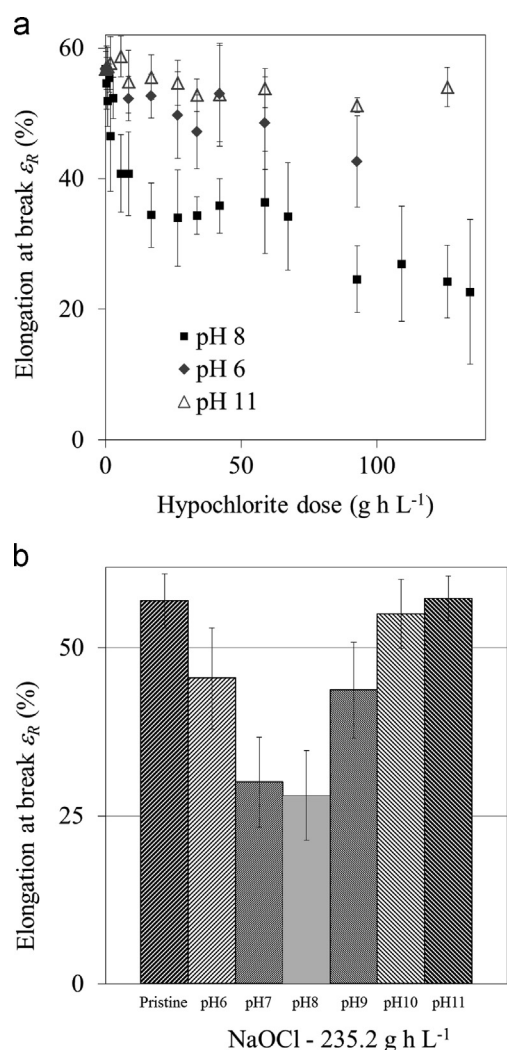 a
60
40
20
0
Elongation at break εR (%)
pH 8
pH 6
pH 11
0
50
100
Hypochlorite dose (g h L-1)
b
50
25
0
Elongation at break εR (%)
Pristine pH6 pH7 pH8 pH9 pH10 pH11
NaOCl - 235.2 g h L-1